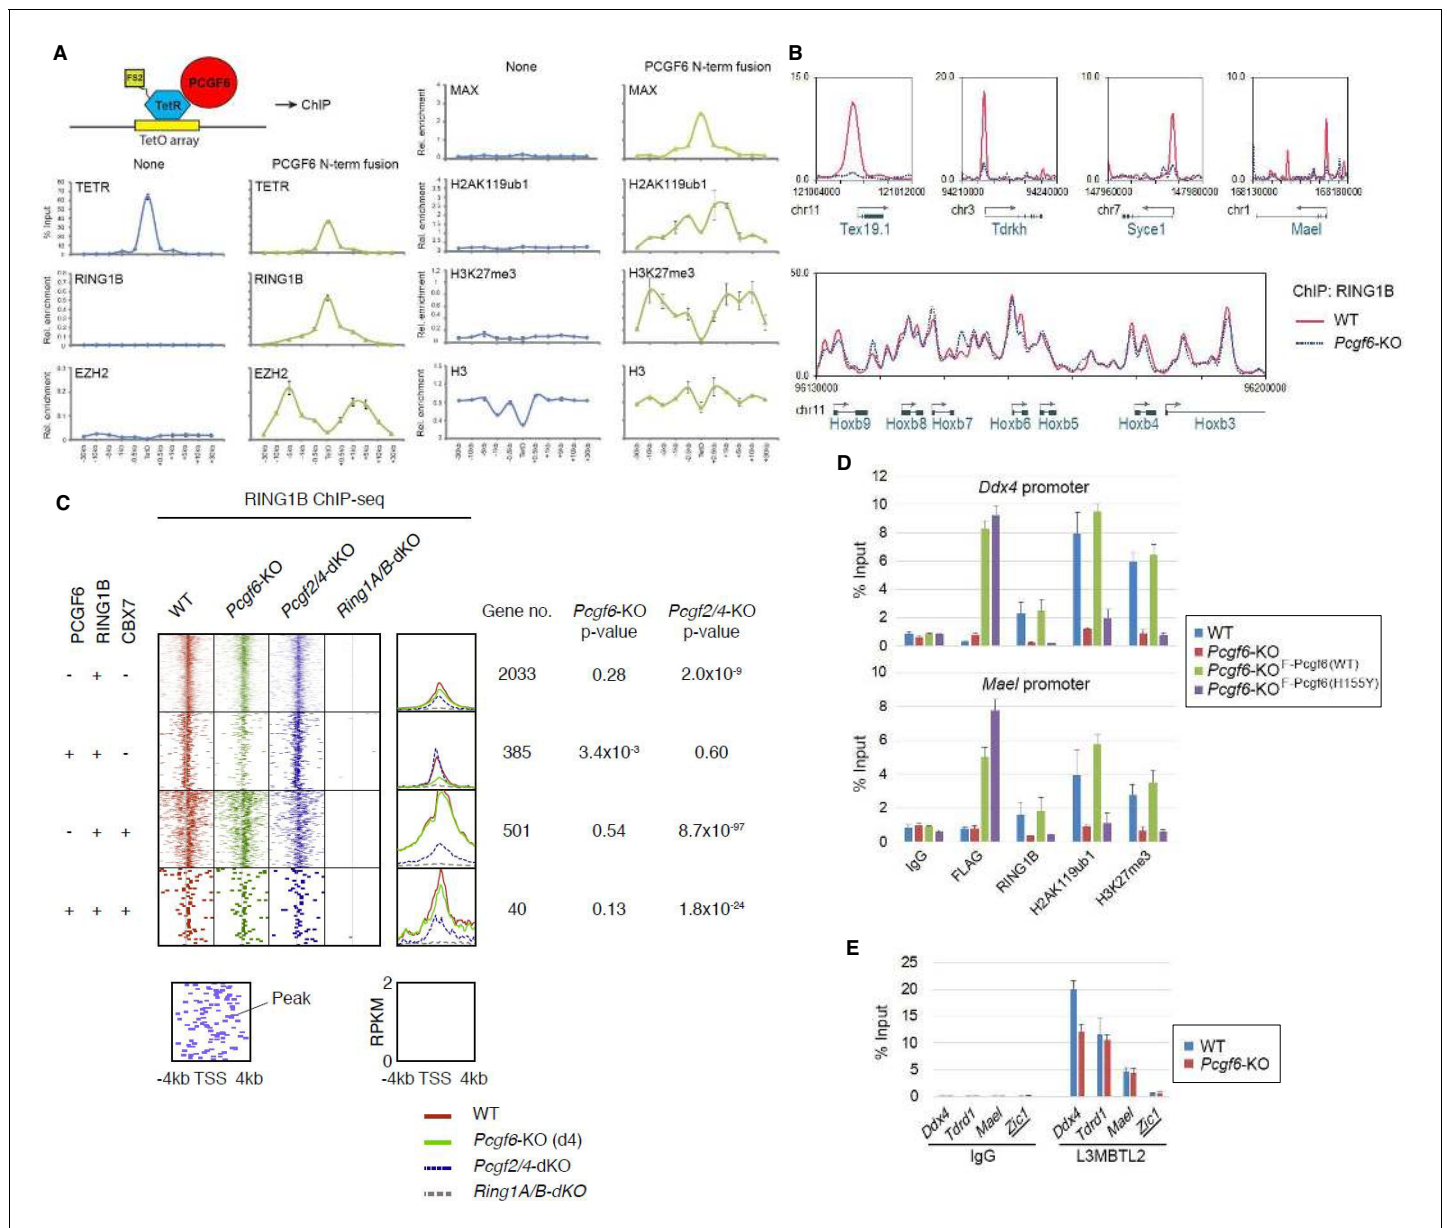 A
FS2
PCGF6
TetR
TetO array
ChIP
None
PCGF6 N-term fusion
None
PCGF6 N-term fusion
TETR
TETR
% Input
RING1B
RING1B
Rel. enrichment
EZH2
EZH2
Rel. enrichment
MAX
MAX
Rel. enrichment
H2AK119ub1
H2AK119ub1
Rel. enrichment
H3K27me3
H3K27me3
Rel. enrichment
H3
H3
Rel. enrichment
B
15.0
0.0
121004000
121012000
chr11
Tex19.1
20.0
0.0
94210000
94240000
chr3
Tdrkh
10.0
0.0
147960000
147980000
chr7
Syce1
10.0
0.0
168130000
168180000
chr1
Mael
50.0
0.0
96130000
96200000
chr11
Hoxb9
Hoxb8
Hoxb7
Hoxb6
Hoxb5
Hoxb4
Hoxb3
ChIP: RING1B
WT
Pcgf6-KO
C
RING1B ChIP-seq
PCGF6
RING1B
CBX7
WT
Pcgf6-KO
Pcgf2/4-dKO
Ring1A/B-dKO
Gene no.
Pcgf6-KO p-value
Pcgf2/4-KO p-value
- + -
2033 0.28 2.0x10-9
+ + -
385 3.4x10-3 0.60
- + +
501 0.54 8.7x10-97
+ + +
40 0.13 1.8x10-24
Peak
-4kb TSS 4kb
2
RPKM
0
-4kb TSS 4kb
WT
Pcgf6-KO (d4)
Pcgf2/4-dKO
Ring1A/B-dKO
D
Ddx4 promoter
% Input
12
10
8
6
4
2
0
Mael promoter
% Input
10
8
6
4
2
0
IgG
FLAG
RING1B
H2AK119ub1
H3K27me3
WT
Pcgf6-KO
Pcgf6-KO F-Pcgf6(WT)
Pcgf6-KO F-Pcgf6(H155Y)
E
% Input
25
20
15
10
5
0
Ddx4
Tdrd1
Mael
Zic1
IgG
Ddx4
Tdrd1
Mael
Zic1
L3MBTL2
WT
Pcgf6-KO